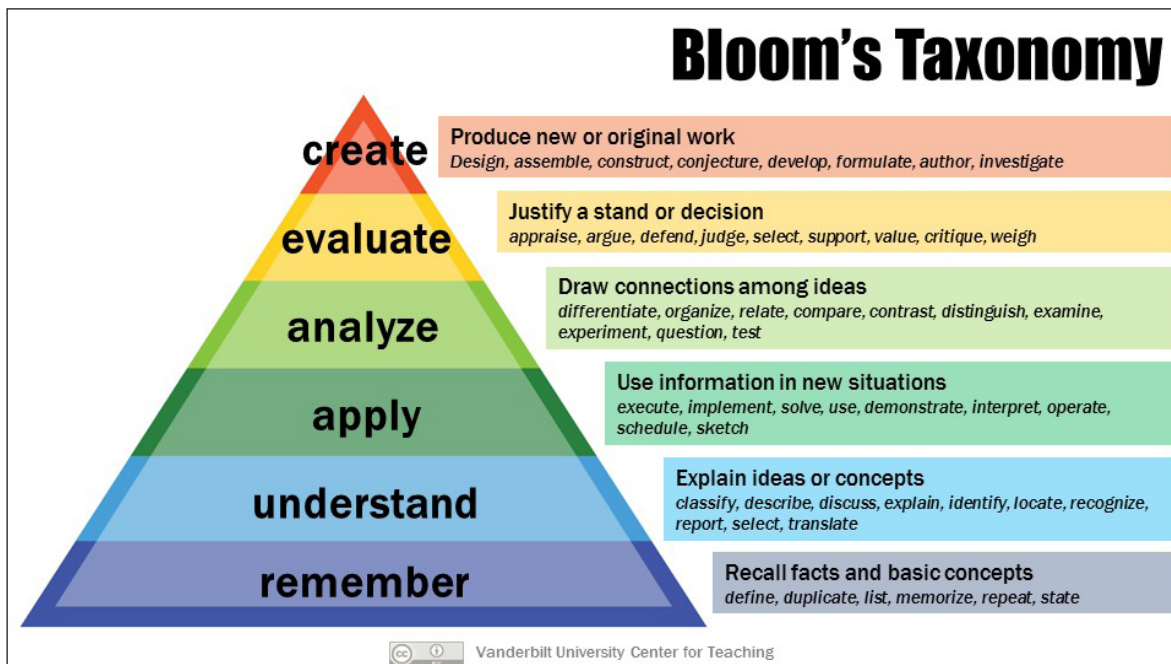 Bloom's Taxonomy
create
Produce new or original work
Design, assemble, construct, conjecture, develop, formulate, author, investigate
evaluate
Justify a stand or decision
appraise, argue, defend, judge, select, support, value, critique, weigh
analyze
Draw connections among ideas
differentiate, organize, relate, compare, contrast, distinguish, examine,
experiment, question, test
apply
Use information in new situations
execute, implement, solve, use, demonstrate, interpret, operate,
schedule, sketch
understand
Explain ideas or concepts
classify, describe, discuss, explain, identify, locate, recognize,
report, select, translate
remember
Recall facts and basic concepts
define, duplicate, list, memorize, repeat, state
cc
Vanderbilt University Center for Teaching